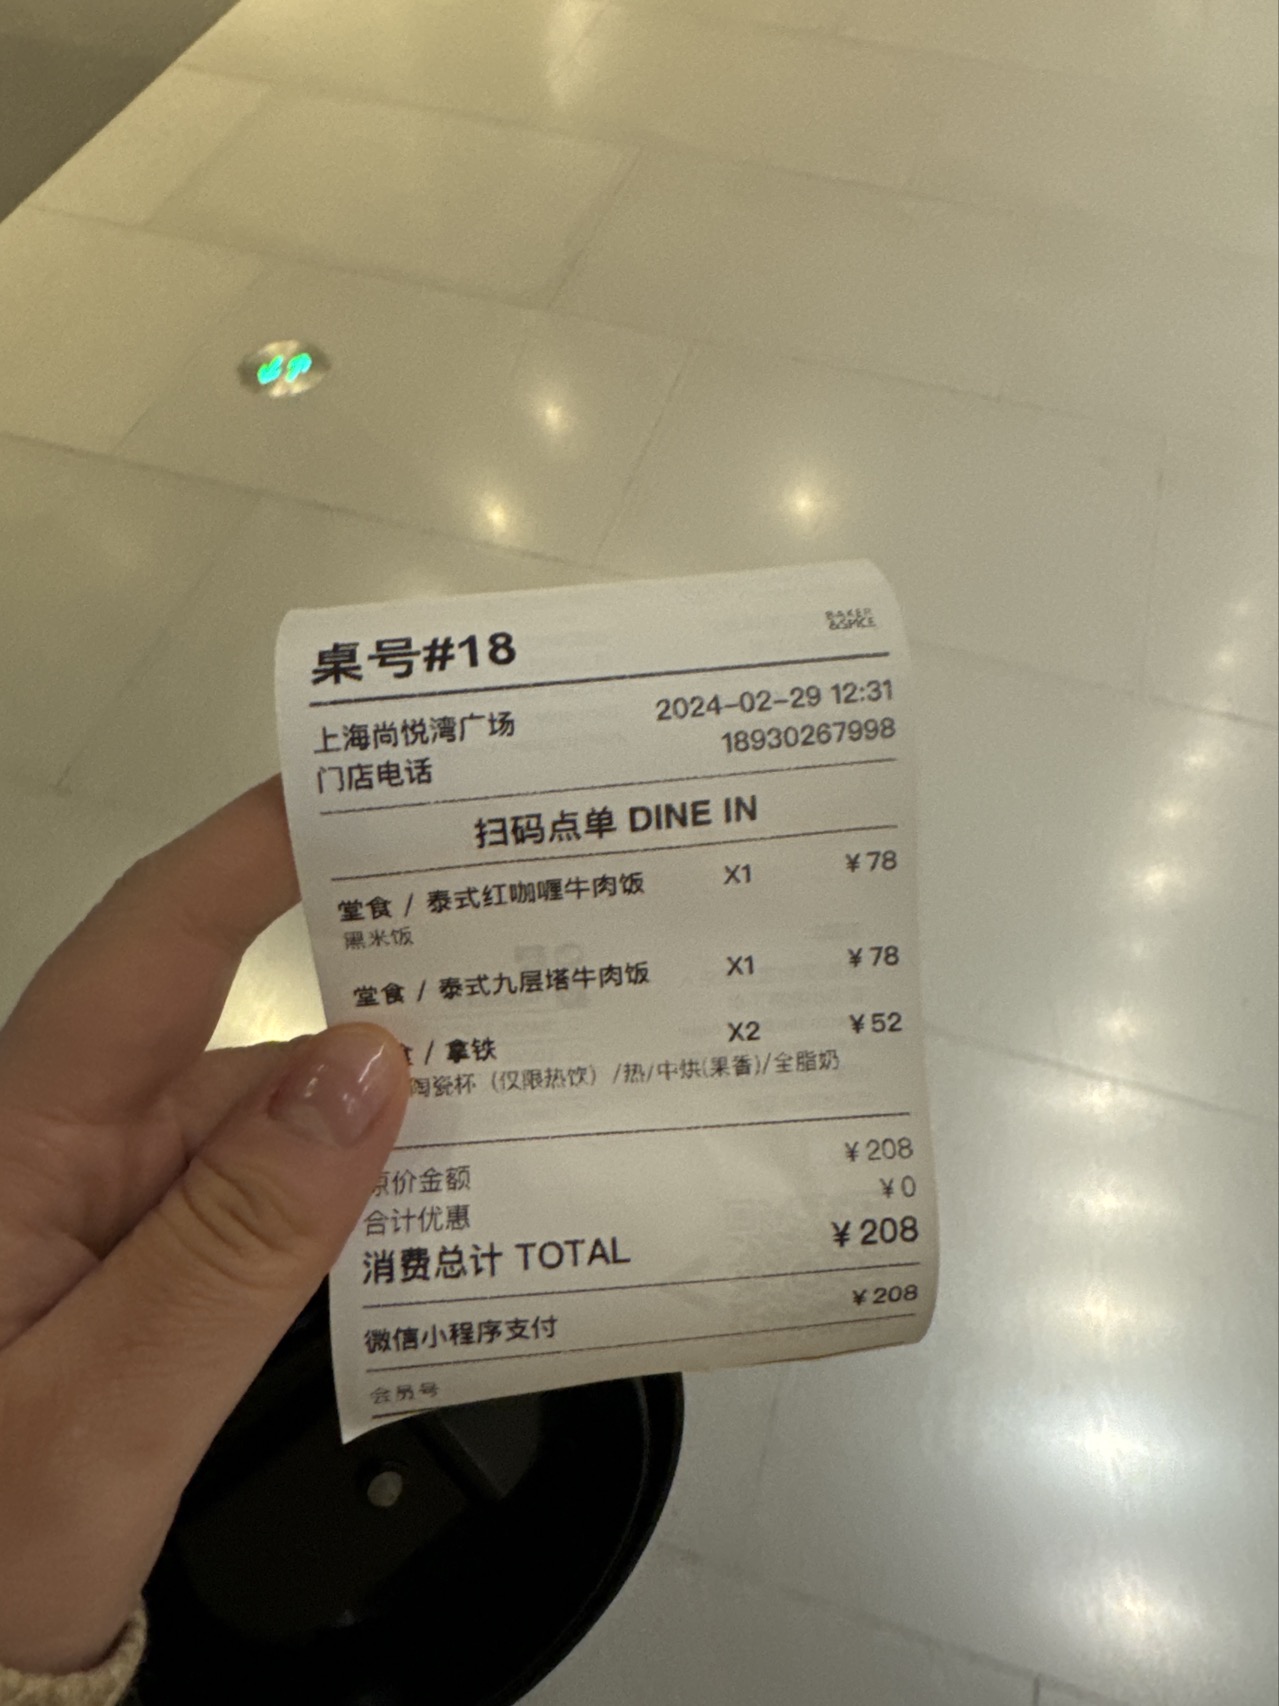 桌号#18
BAKER
&SPICE
上海尚悦湾广场 2024-02-29 12:31
门店电话 18930267998
扫码点单 DINE IN
堂食 / 泰式红咖喱牛肉饭 X1 ¥78
黑米饭
堂食 / 泰式九层塔牛肉饭 X1 ¥78
食 / 拿铁 X2 ¥52
陶瓷杯（仅限热饮）/热/中烘(果香)/全脂奶
原价金额 ¥208
合计优惠 ¥0
消费总计 TOTAL ¥208
微信小程序支付 ¥208
会员号